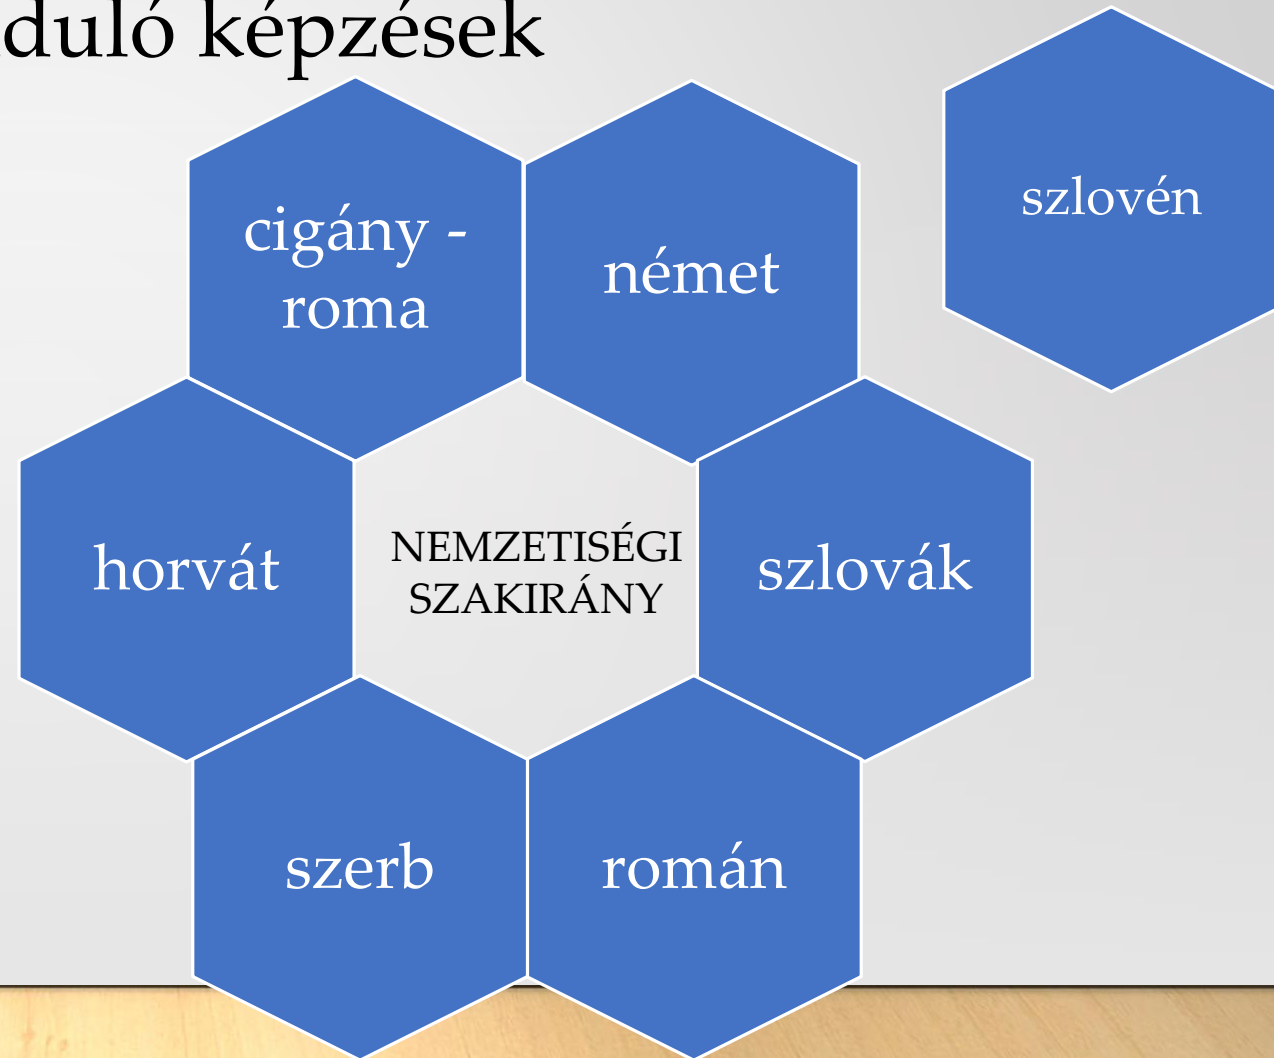 duló képzések
szlovén
cigány -
roma
német
horvát
NEMZETISÉGI
SZAKIRÁNY
szlovák
szerb
román